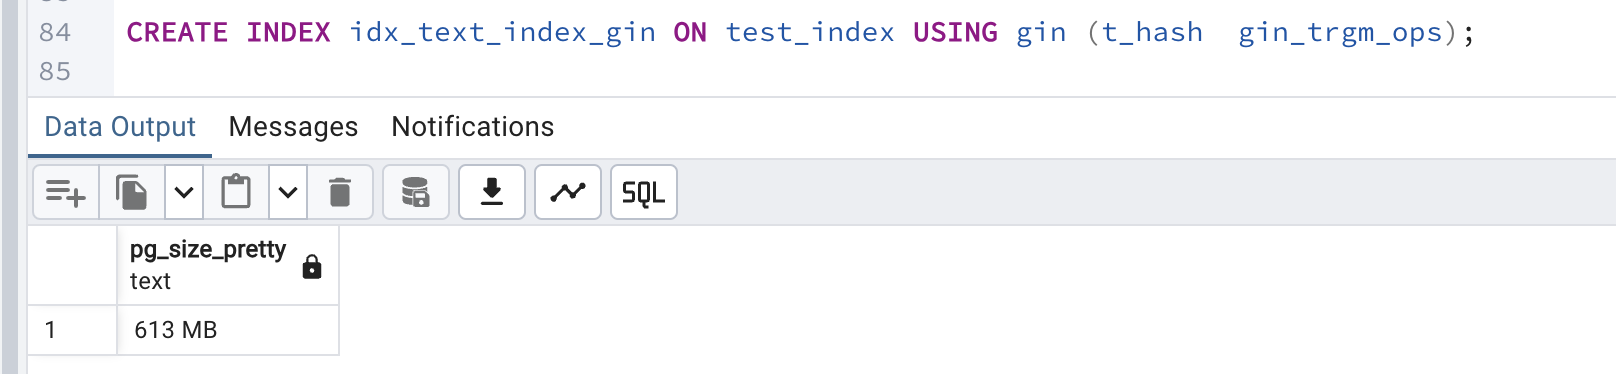 84 CREATE INDEX idx_text_index_gin ON test_index USING gin (t_hash  gin_trgm_ops);
85
Data Output Messages Notifications
SQL
pg_size_pretty
text
1 613 MB